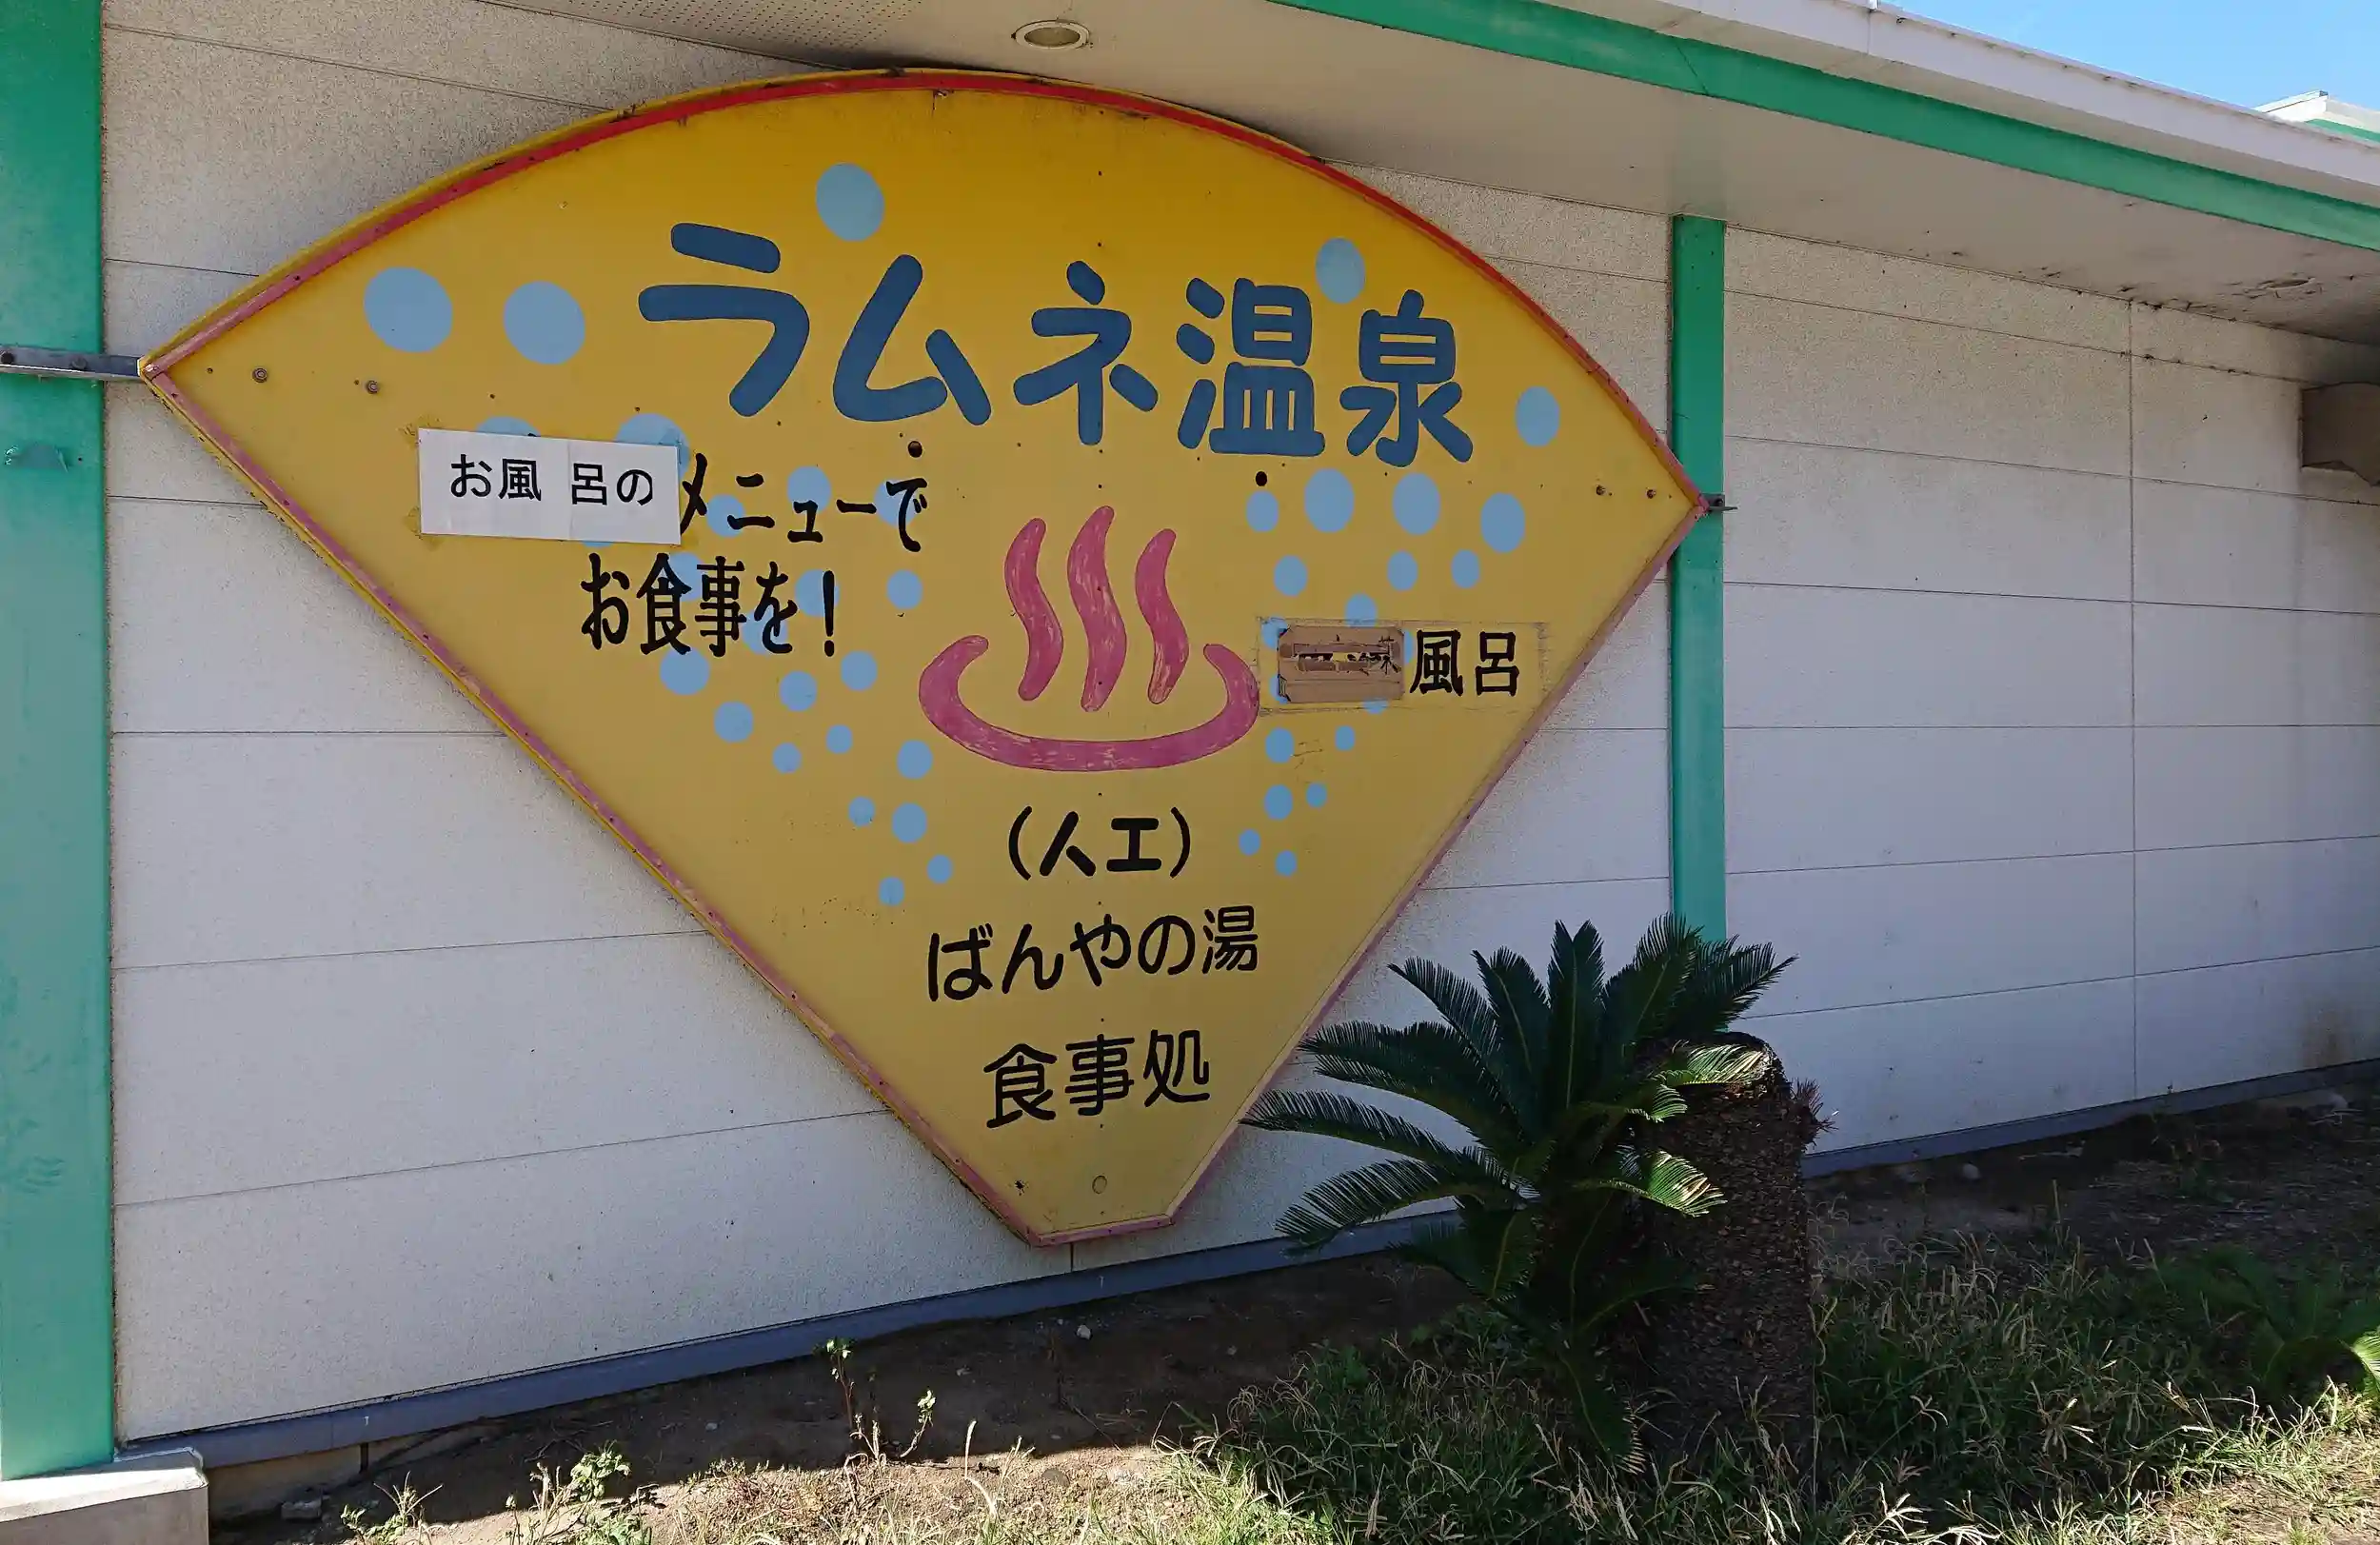 ラムネ温泉
お風呂のメニューで
お食事を!
風呂
(人工)
ばんやの湯
食事処